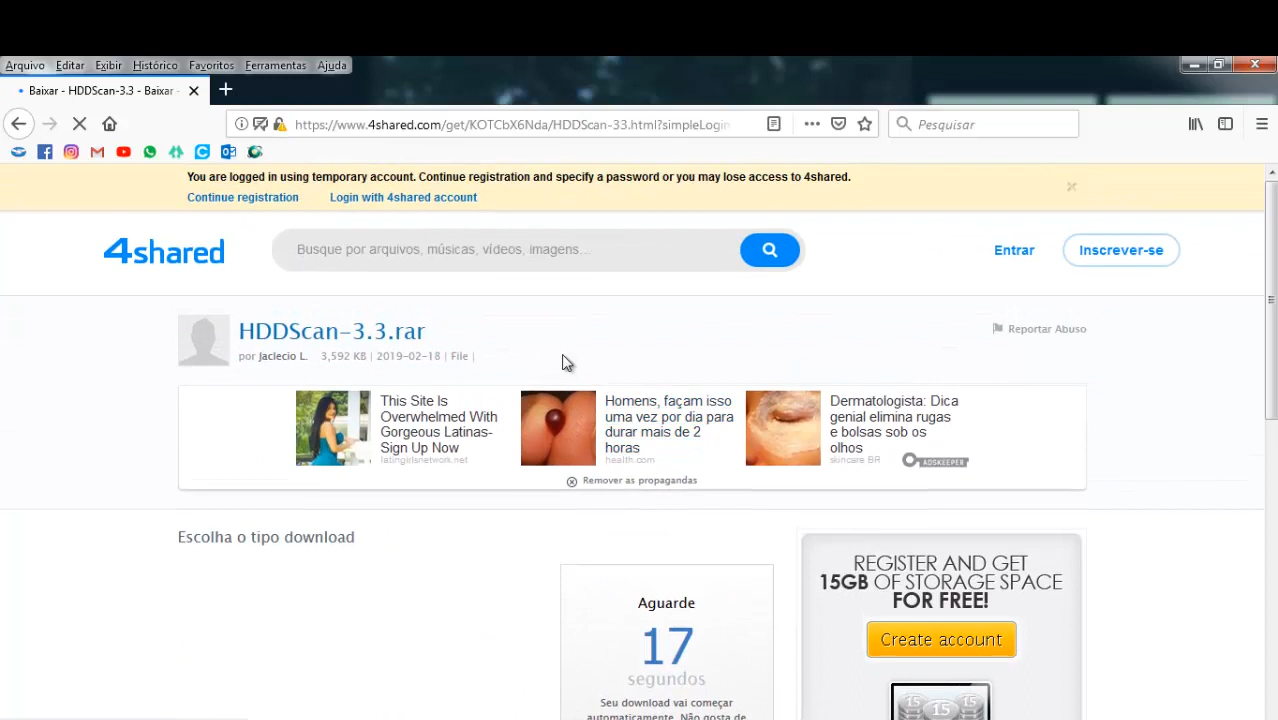 Arquivo Editar Exibir Histórico Favoritos Ferramentas Ajuda
Baixar - HDDScan-3.3 - Baixar -
https://www.4shared.com/get/KOTCbX6Nda/HDDScan-33.html?simpleLogin
Pesquisar
You are logged in using temporary account. Continue registration and specify a password or you may lose access to 4shared.
Continue registration Login with 4shared account
4shared
Busque por arquivos, músicas, vídeos, imagens...
Entrar
Inscrever-se
HDDScan-3.3.rar
por jaclecio L. 3,592 KB | 2019-02-18 | File |
Reportar Abuso
This Site Is
Overwhelmed With
Gorgeous Latinas-
Sign Up Now
latingirlsnetwork.net
Homens, façam isso
uma vez por dia para
durar mais de 2
horas
health.com
Dermatologista: Dica
genial elimina rugas
e bolsas sob os
olhos
skincare BR
ADSKEEPER
Remover as propagandas
Escolha o tipo download
Aguarde
17
segundos
Seu download vai começar
automaticamente. Não gosta de
REGISTER AND GET
15GB OF STORAGE SPACE
FOR FREE!
Create account
15 15 15